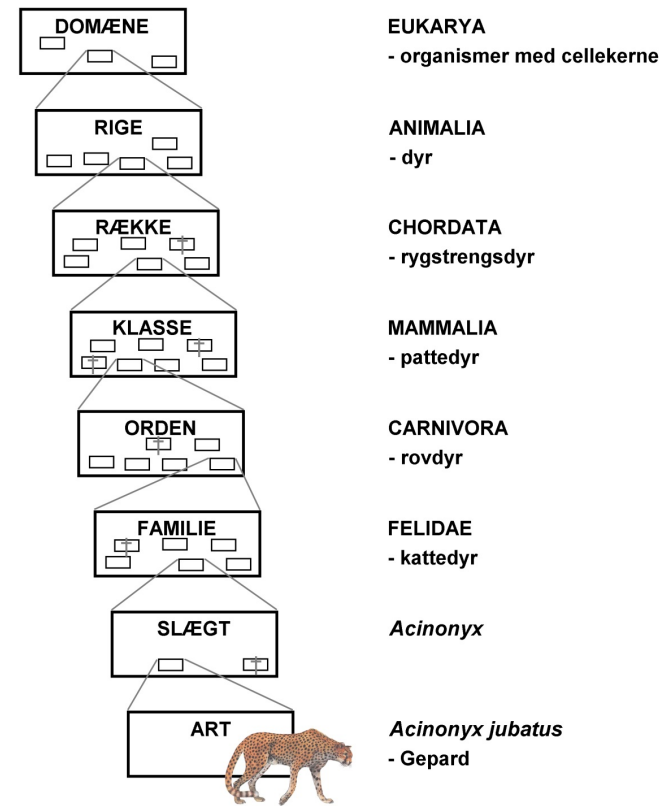 DOMÆNE
EUKARYA
- organismer med cellekerne
RIGE
ANIMALIA
- dyr
RÆKKE
CHORDATA
- rygstrengsdyr
KLASSE
MAMMALIA
- pattedyr
ORDEN
CARNIVORA
- rovdyr
FAMILIE
FELIDAE
- kattedyr
SLÆGT
Acinonyx
ART
Acinonyx jubatus
- Gepard